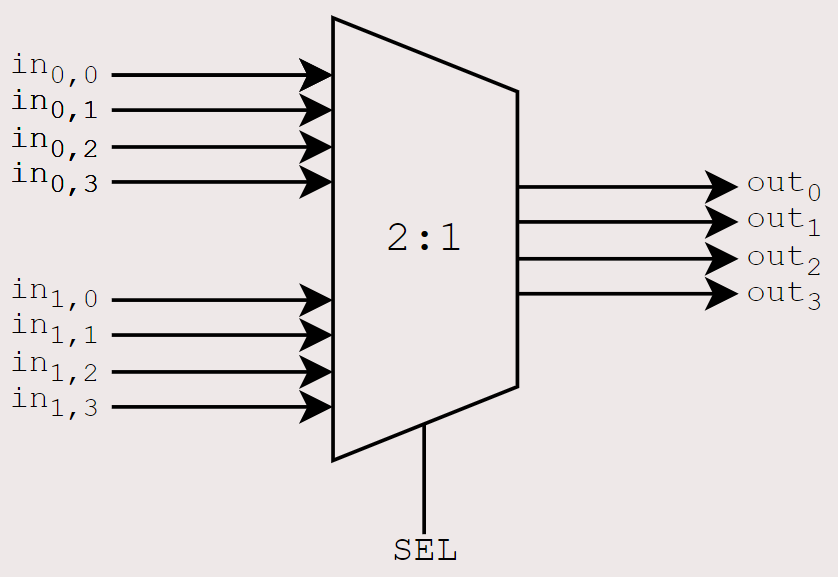 in0,0
in0,1
in0,2
in0,3
in1,0
in1,1
in1,2
in1,3
2:1
out0
out1
out2
out3
SEL